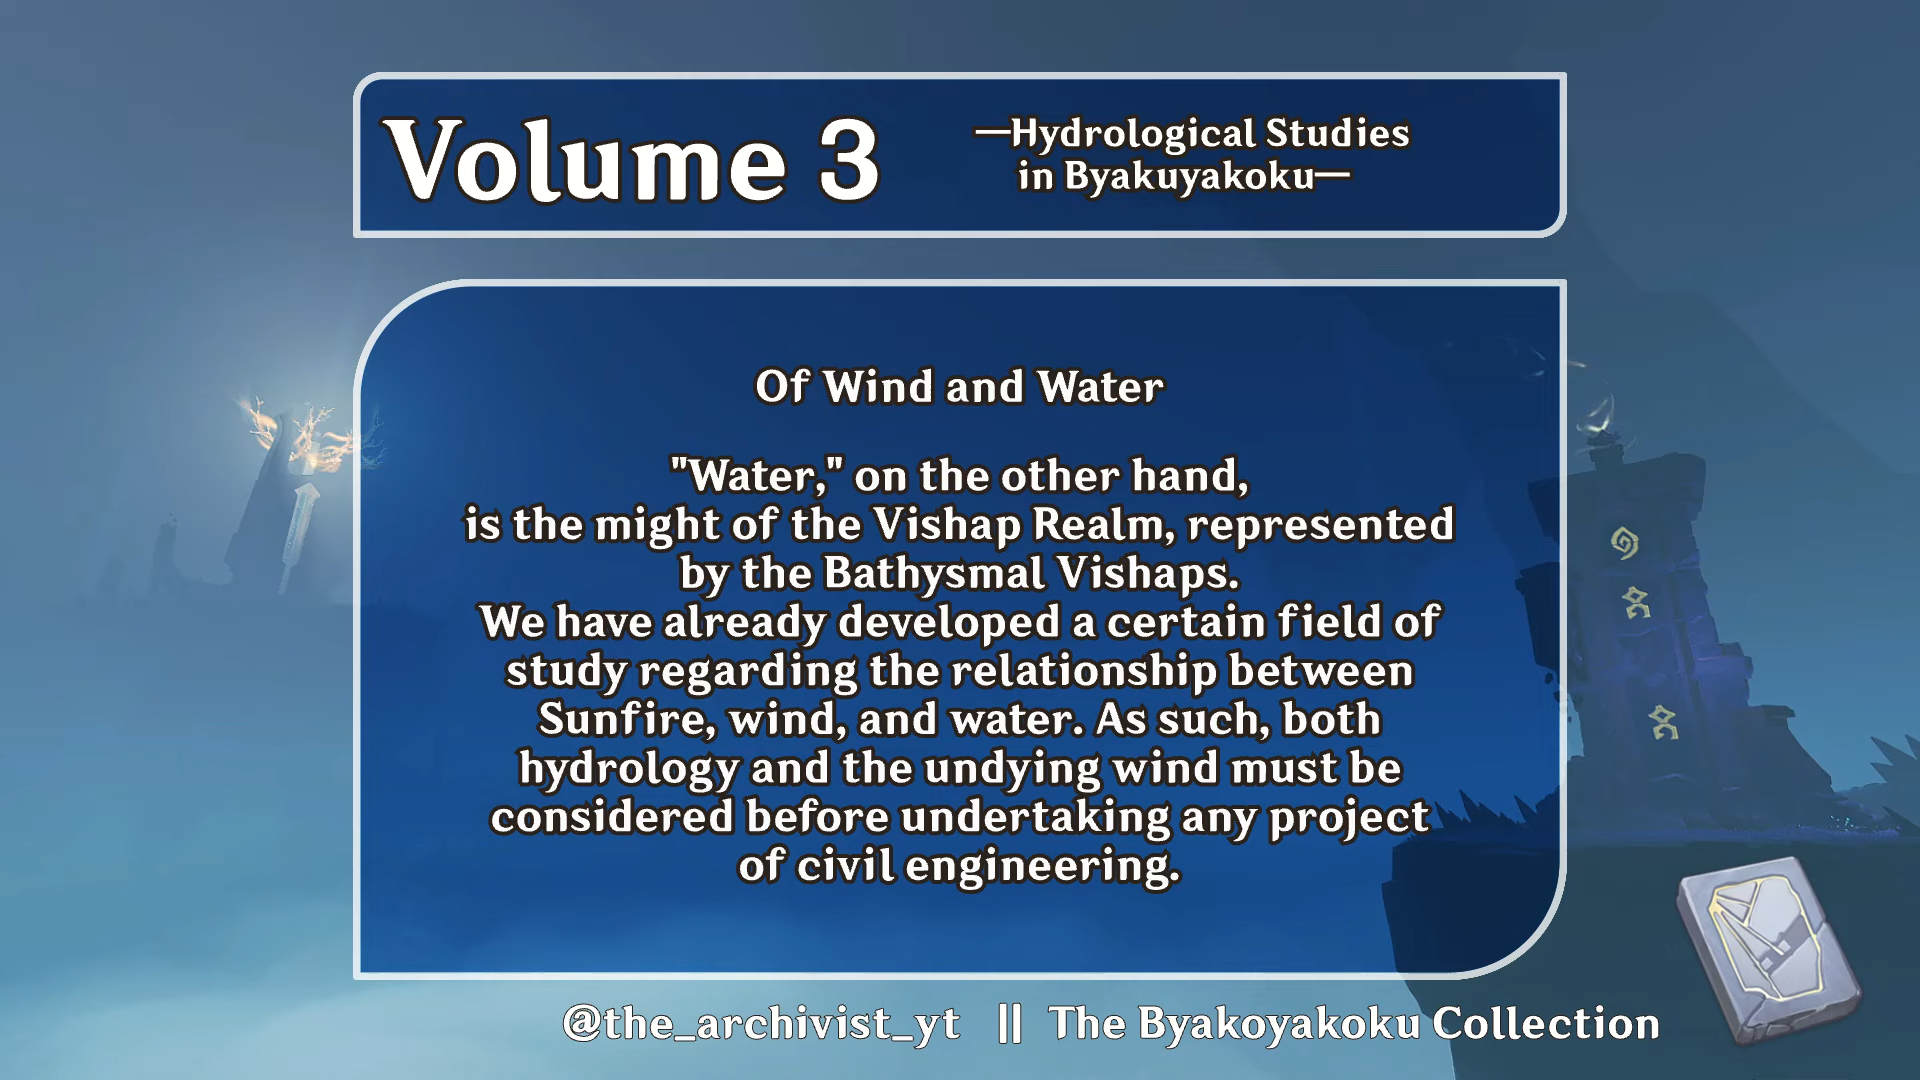 Volume 3
—Hydrological Studies
in Byakuyakoku—
Of Wind and Water
"Water," on the other hand,
is the might of the Vishap Realm, represented
by the Bathysmal Vishaps.
We have already developed a certain field of
study regarding the relationship between
Sunfire, wind, and water. As such, both
hydrology and the undying wind must be
considered before undertaking any project
of civil engineering.
@the_archivist_yt || The Byakoyakoku Collection